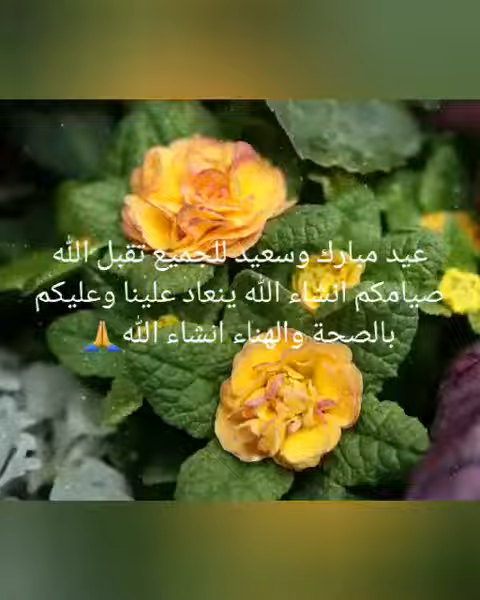 عيد مبارك وسعيد للجميع تقبل الله
صيامكم انشاء الله ينعاد علينا وعليكم
بالصحة والهناء انشاء الله 🙏